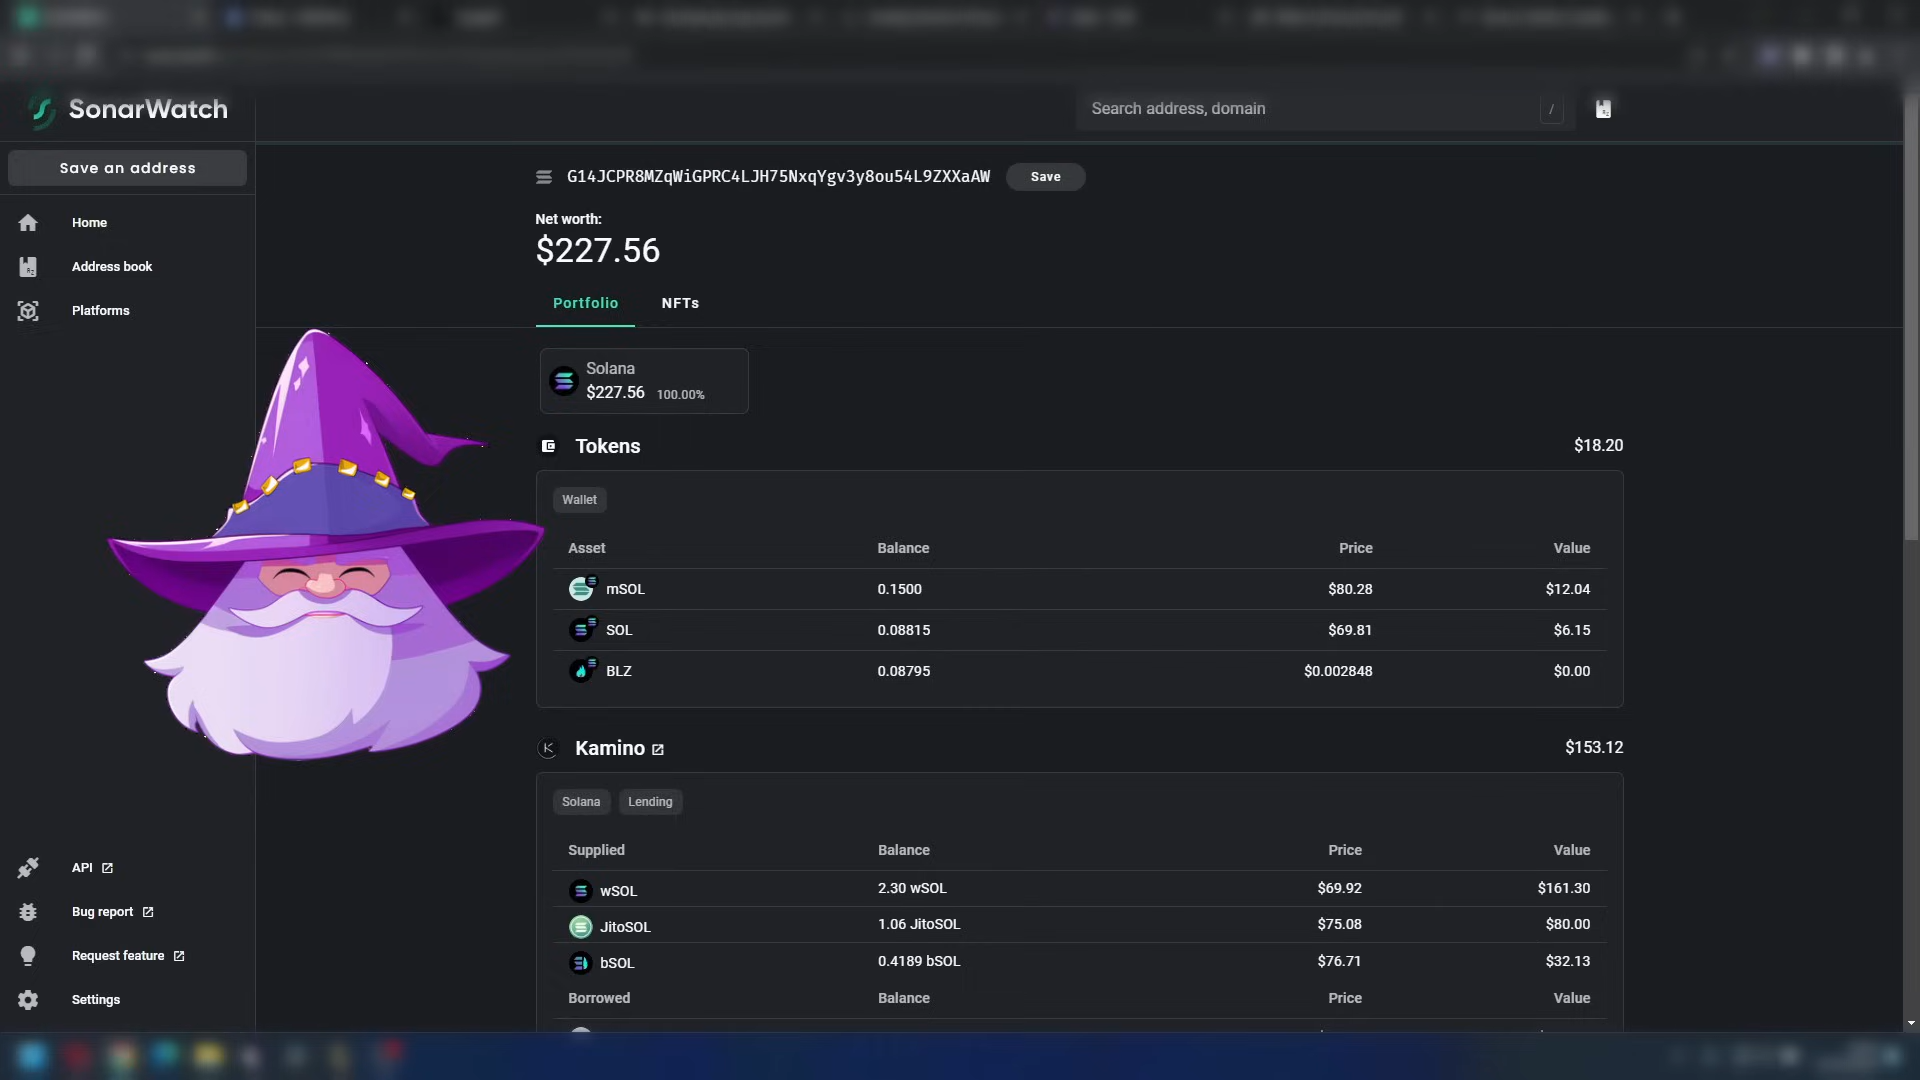 SonarWatch
Search address, domain
/
Save an address
G14JCPR8MZqWiGPRC4LJH75NxqYgv3y8ou54L9ZXXaAW
Save
Home
Address book
Platforms
Net worth:
$227.56
Portfolio
NFTs
Solana
$227.56 100.00%
Tokens
$18.20
Wallet
Asset Balance Price Value
mSOL 0.1500 $80.28 $12.04
SOL 0.08815 $69.81 $6.15
BLZ 0.08795 $0.002848 $0.00
Kamino
$153.12
Solana Lending
Supplied Balance Price Value
wSOL 2.30 wSOL $69.92 $161.30
JitoSOL 1.06 JitoSOL $75.08 $80.00
bSOL 0.4189 bSOL $76.71 $32.13
Borrowed Balance Price Value
API
Bug report
Request feature
Settings